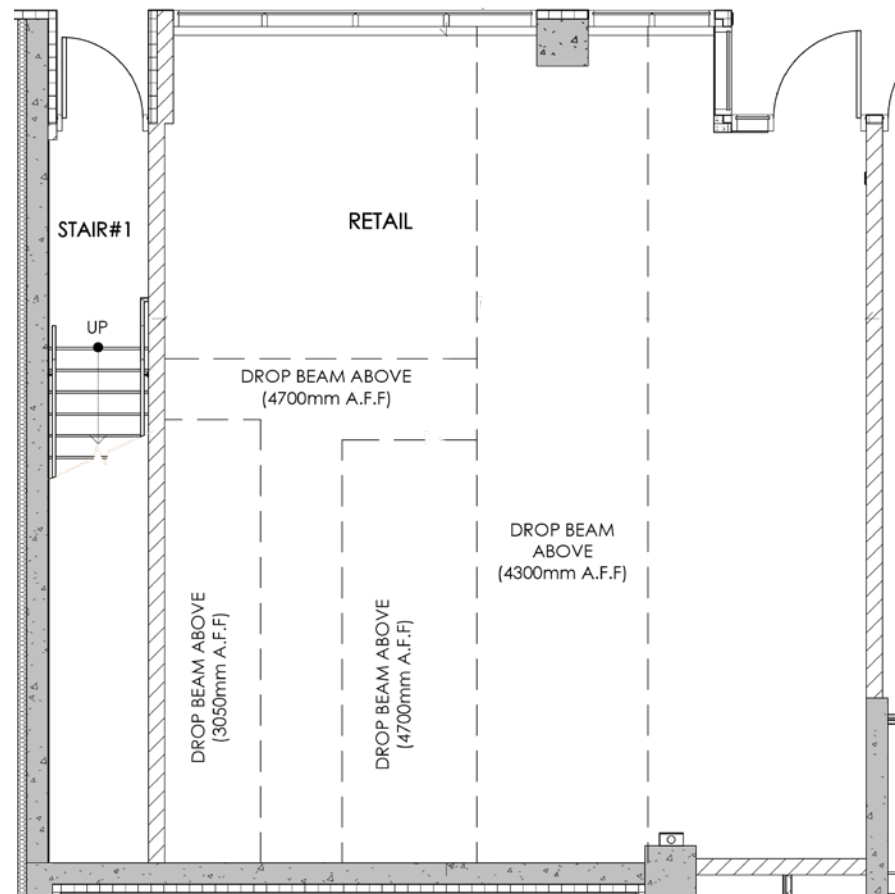 RETAIL
STAIR#1
UP
DROP BEAM ABOVE
(4700mm A.F.F)
DROP BEAM
ABOVE
(4300mm A.F.F)
DROP BEAM ABOVE
(3050mm A.F.F)
DROP BEAM ABOVE
(4700mm A.F.F)